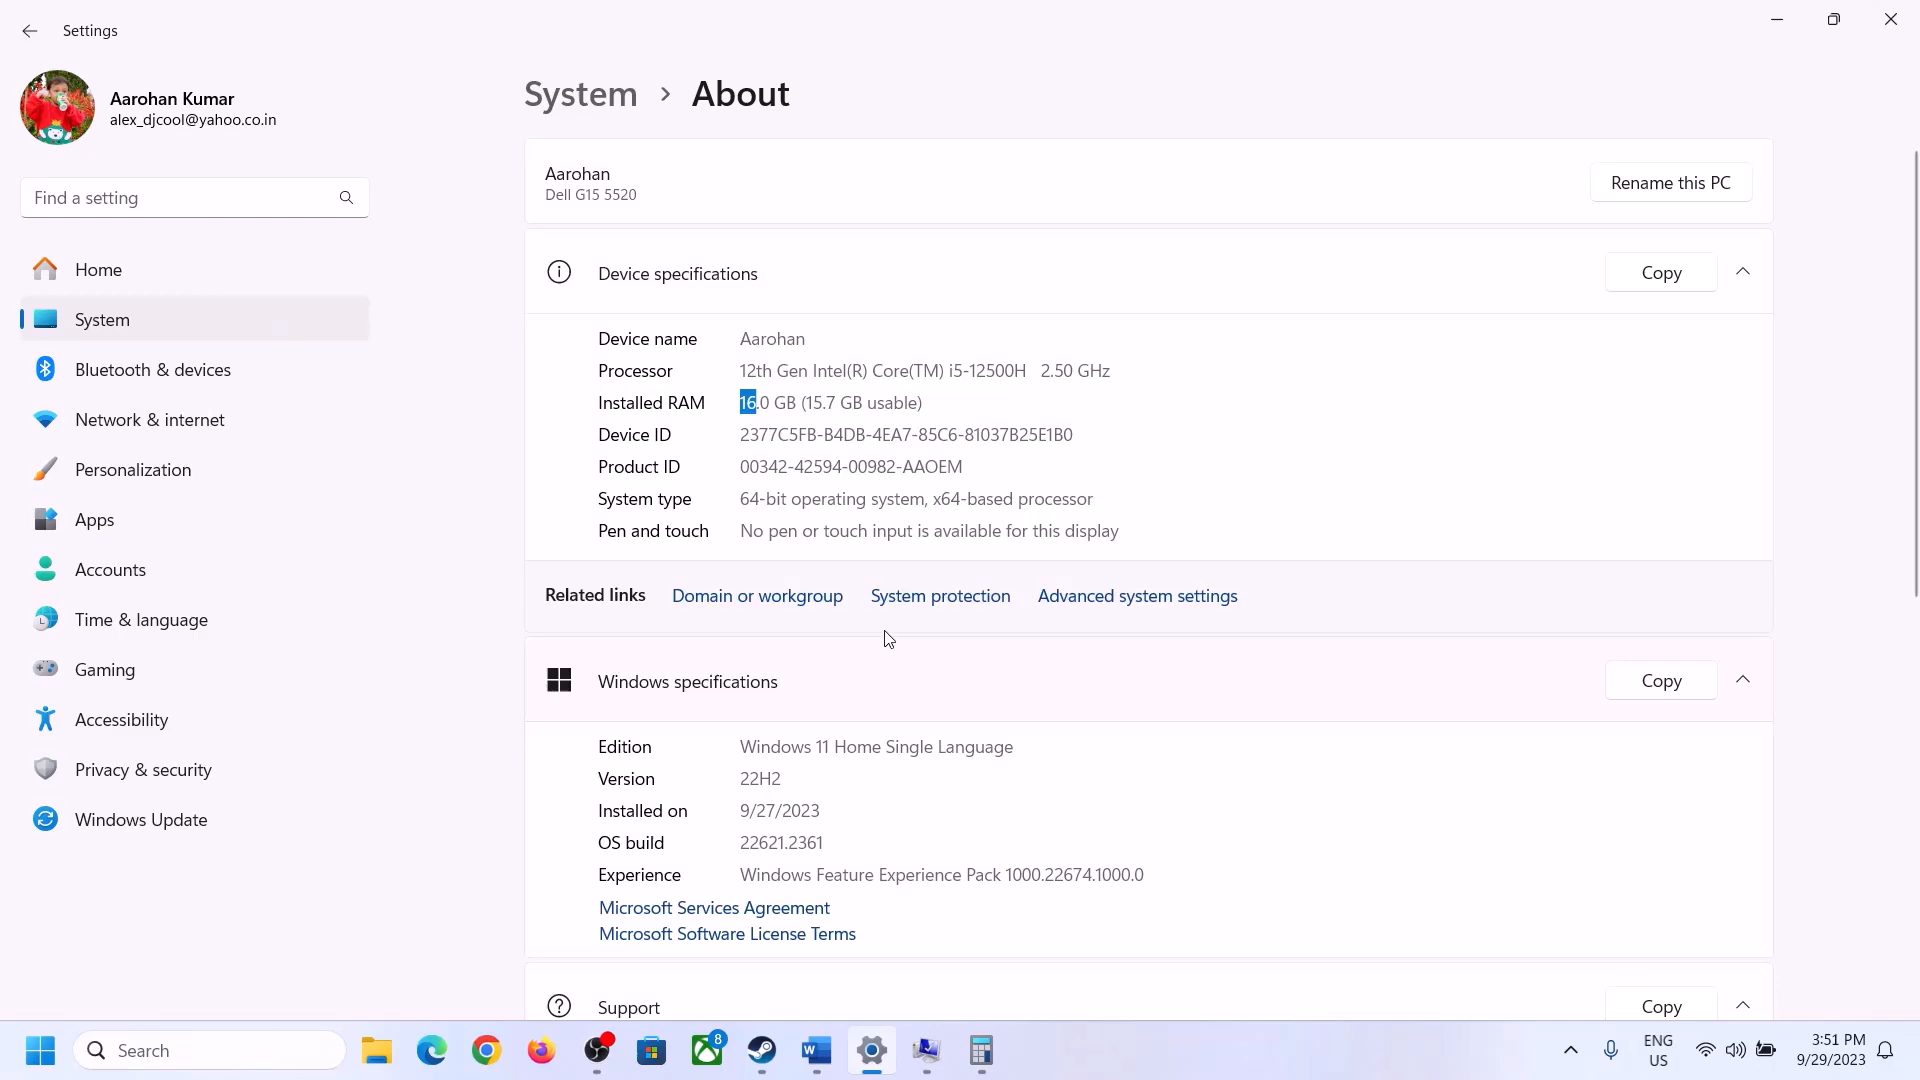 Settings
Aarohan Kumar
alex_djcool@yahoo.co.in
Find a setting
Home
System
Bluetooth & devices
Network & internet
Personalization
Apps
Accounts
Time & language
Gaming
Accessibility
Privacy & security
Windows Update
System > About
Aarohan
Dell G15 5520
Rename this PC
Device specifications
Copy
Device name Aarohan
Processor 12th Gen Intel(R) Core(TM) i5-12500H 2.50 GHz
Installed RAM 16.0 GB (15.7 GB usable)
Device ID 2377C5FB-B4DB-4EA7-85C6-81037B25E1B0
Product ID 00342-42594-00982-AAOEM
System type 64-bit operating system, x64-based processor
Pen and touch No pen or touch input is available for this display
Related links Domain or workgroup System protection Advanced system settings
Windows specifications
Copy
Edition Windows 11 Home Single Language
Version 22H2
Installed on 9/27/2023
OS build 22621.2361
Experience Windows Feature Experience Pack 1000.22674.1000.0
Microsoft Services Agreement
Microsoft Software License Terms
Support
Copy
Search
8
ENG
US
3:51 PM
9/29/2023